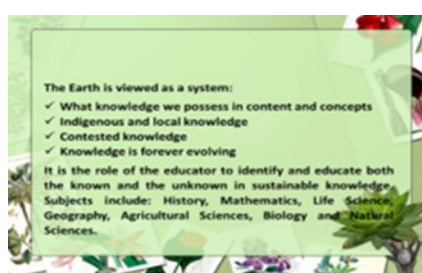 The Earth is viewed as a system:
✓ What knowledge we possess in content and concepts
✓ Indigenous and local knowledge
✓ Contested knowledge
✓ Knowledge is forever evolving
It is the role of the educator to identify and educate both
the known and the unknown in sustainable knowledge.
Subjects include: History, Mathematics, Life Science,
Geography, Agricultural Sciences, Biology and Natural
Sciences.